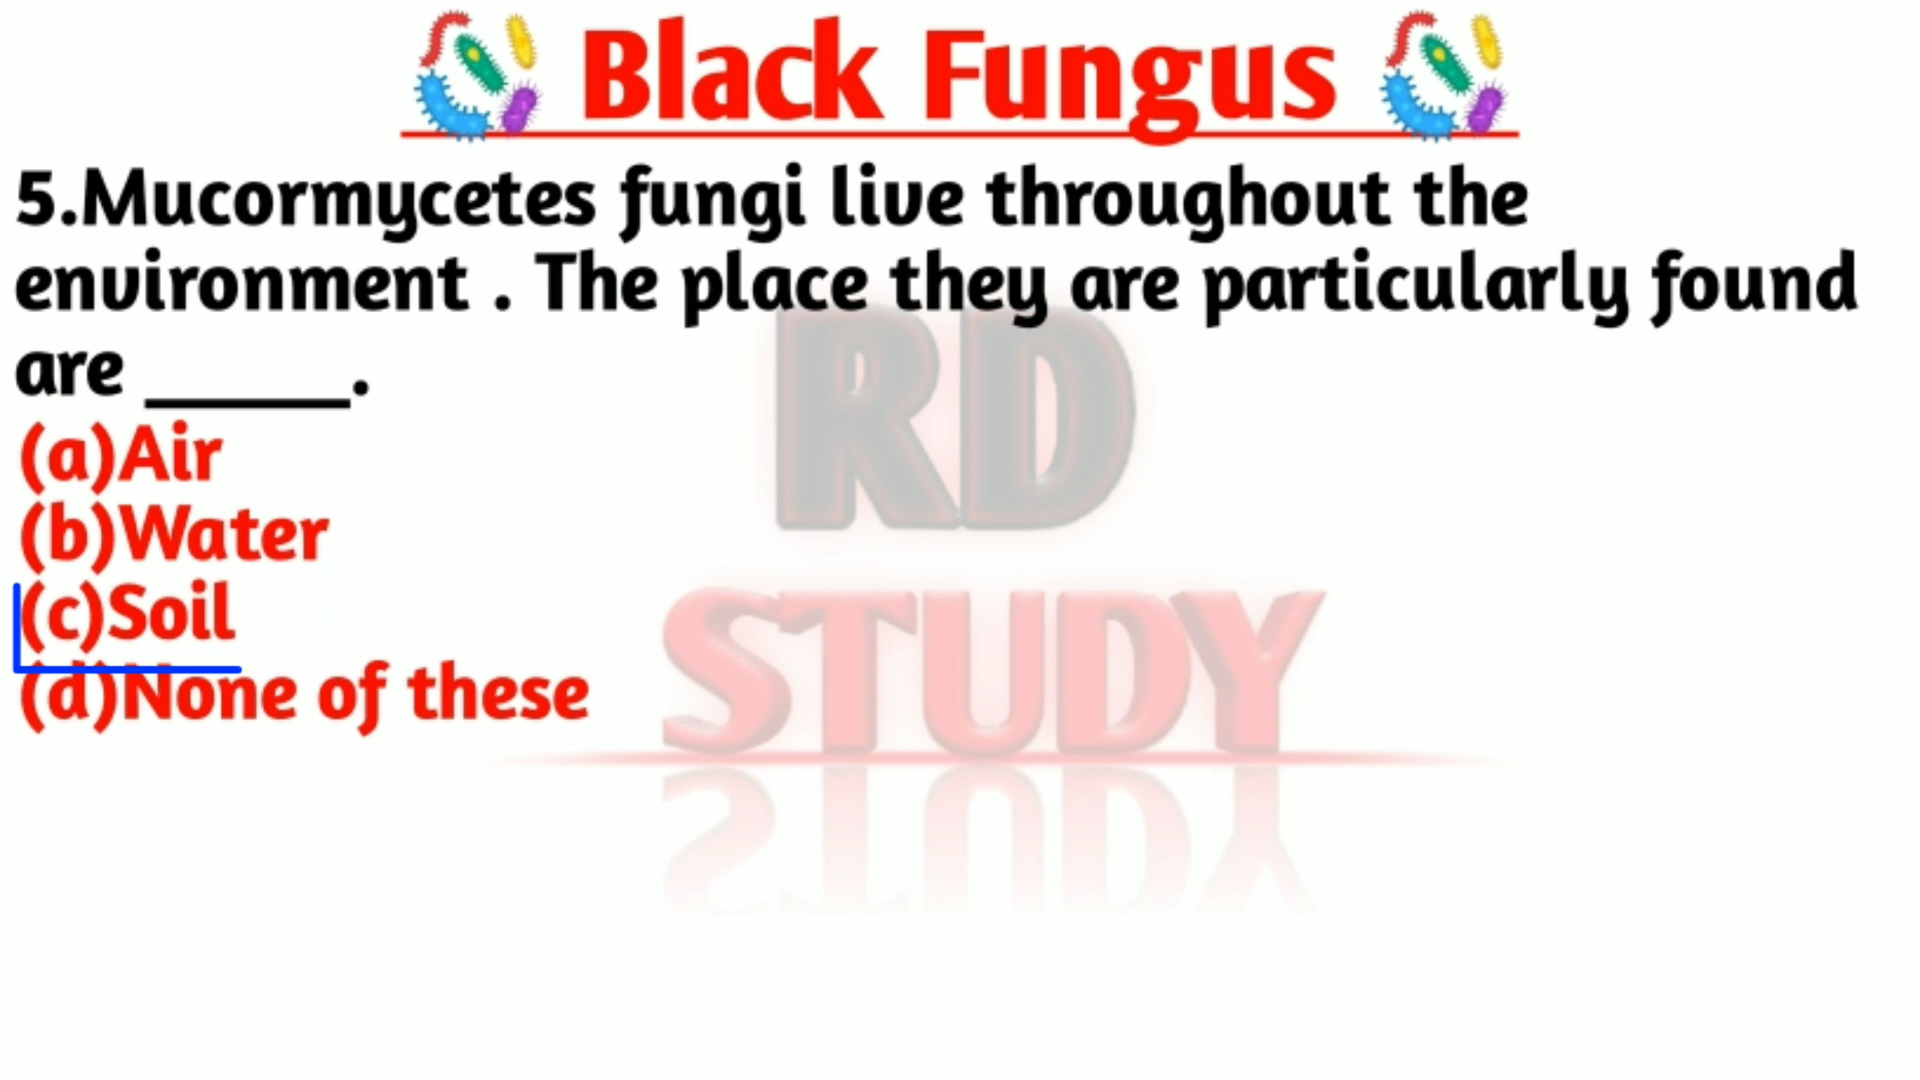 Black Fungus
5.Mucormycetes fungi live throughout the
environment . The place they are particularly found
are _____.
(a)Air
(b)Water
(c)Soil
(d)None of these
RD
STUDY